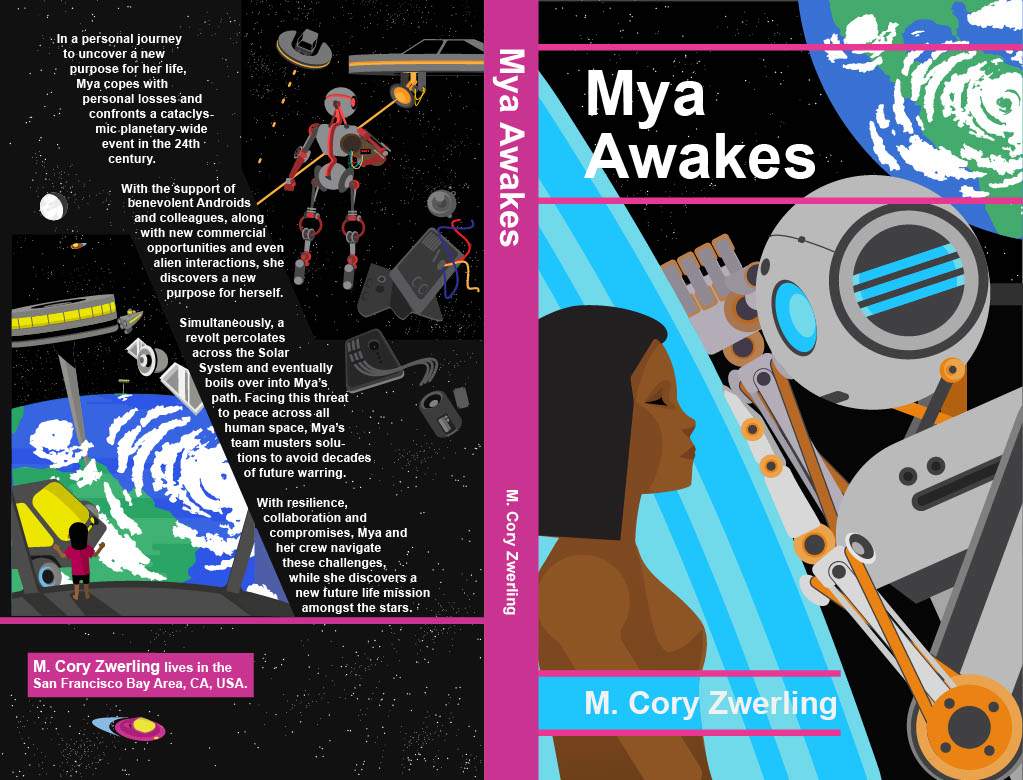 In a personal journey
to uncover a new
purpose for her life,
Mya copes with
personal losses and
confronts a cataclys-
mic planetary-wide
event in the 24th
century.
With the support of
benevolent Androids
and colleagues, along
with new commercial
opportunities and even
alien interactions, she
discovers a new
purpose for herself.
Simultaneously, a
revolt percolates
across the Solar
System and eventually
boils over into Mya's
path. Facing this threat
to peace across all
human space, Mya's
team musters solu-
tions to avoid decades
of future warring.
With resilience,
collaboration and
compromises, Mya and
her crew navigate
these challenges,
while she discovers a
new future life mission
amongst the stars.
M. Cory Zwerling lives in the
San Francisco Bay Area, CA, USA.
Mya Awakes
M. Cory Zwerling
Mya
Awakes
M. Cory Zwerling